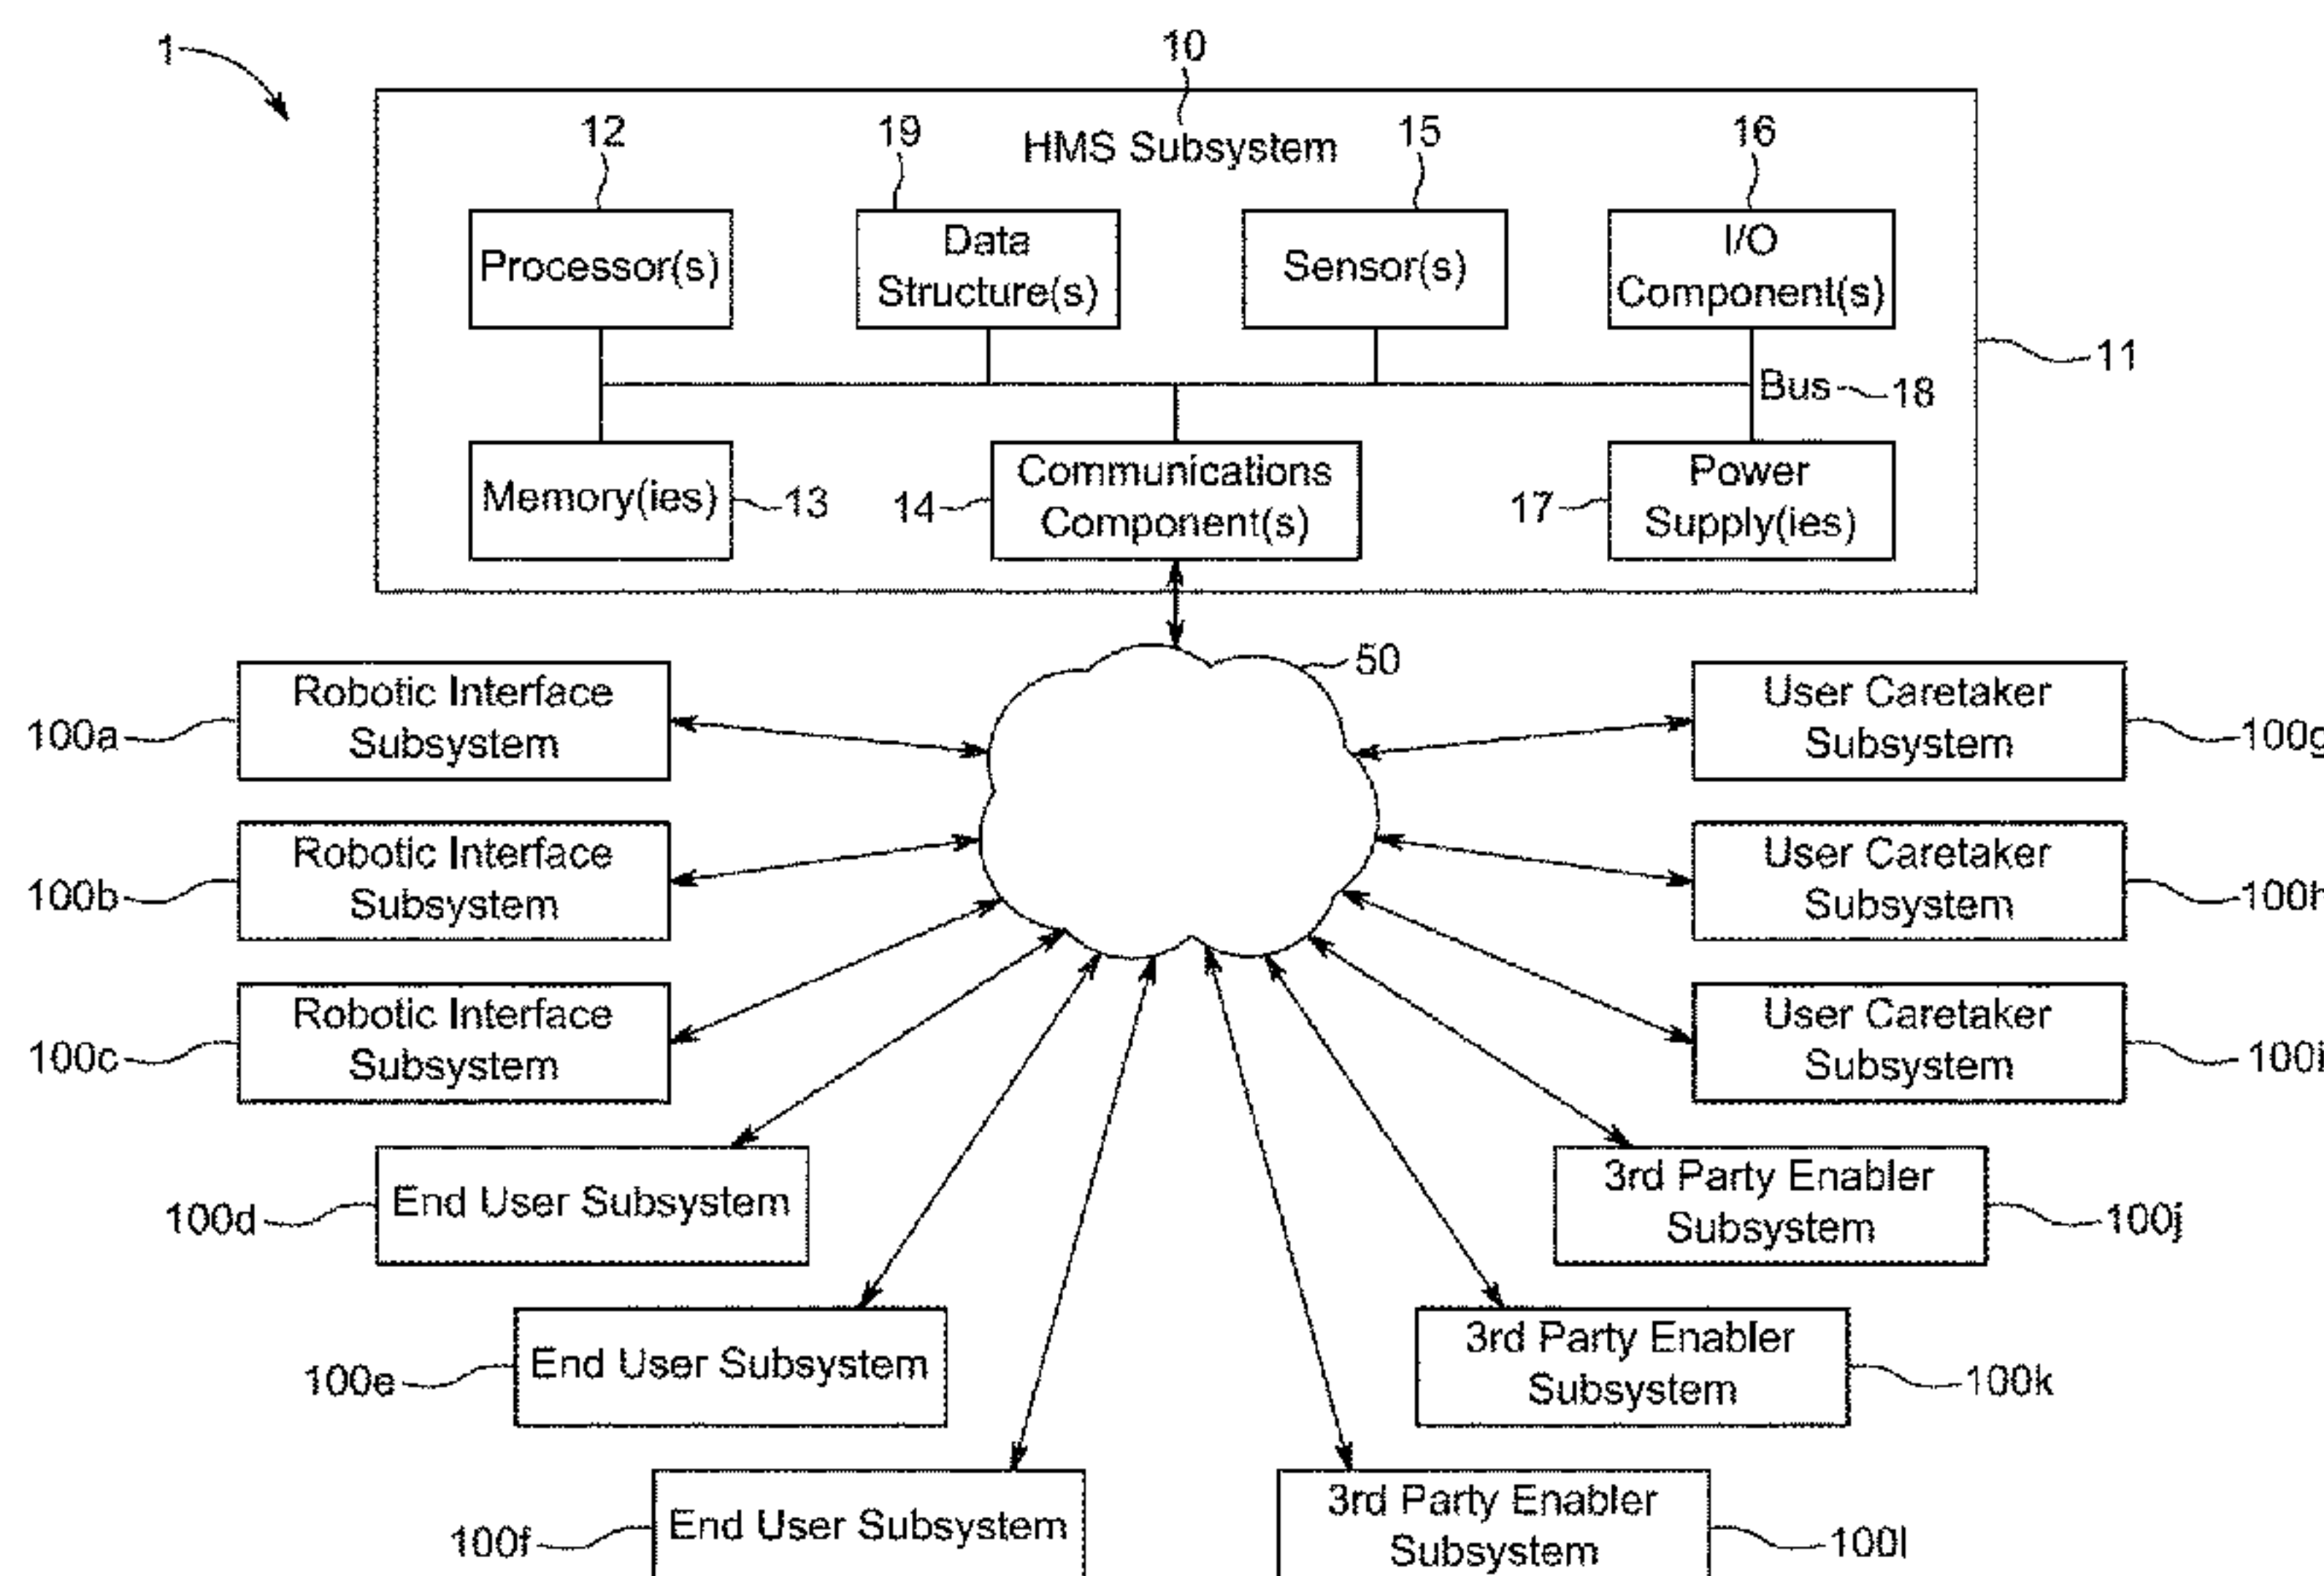 1
10
HMS Subsystem
12
19
15
16
Processor(s)
Data
Structure(s)
Sensor(s)
I/O
Component(s)
11
Bus
18
Memory(ies)
13
14
Communications
Component(s)
17
Power
Supply(ies)
50
Robotic Interface
Subsystem
100a
User Caretaker
Subsystem
100g
Robotic Interface
Subsystem
100b
User Caretaker
Subsystem
100h
Robotic Interface
Subsystem
100c
User Caretaker
Subsystem
100i
End User Subsystem
100d
3rd Party Enabler
Subsystem
100j
End User Subsystem
100e
3rd Party Enabler
Subsystem
100k
End User Subsystem
100f
3rd Party Enabler
Subsystem
100l